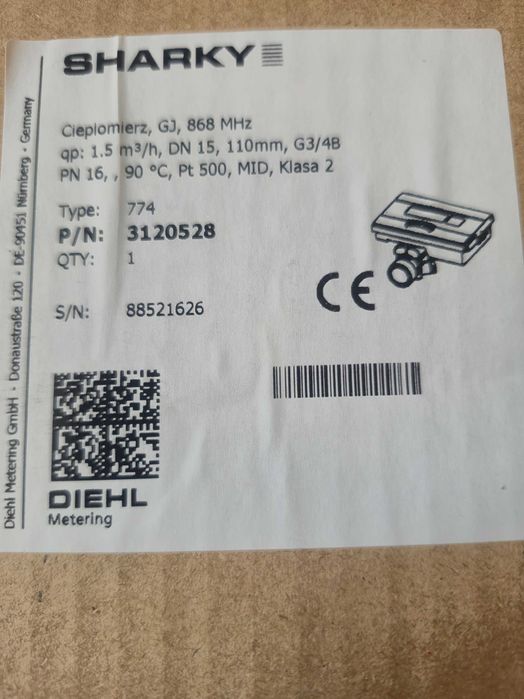 SHARKY
Ciepłomierz, GJ, 868 MHz
qp: 1.5 m³/h, DN 15, 110mm, G3/4B
PN 16, , 90 °C, Pt 500, MID, Klasa 2
Type: 774
P/N: 3120528
QTY: 1
S/N: 88521626
CE
DIEHL
Metering
Diehl Metering GmbH · Donaustraße 120 · DE-90451 Nürnberg · Germany